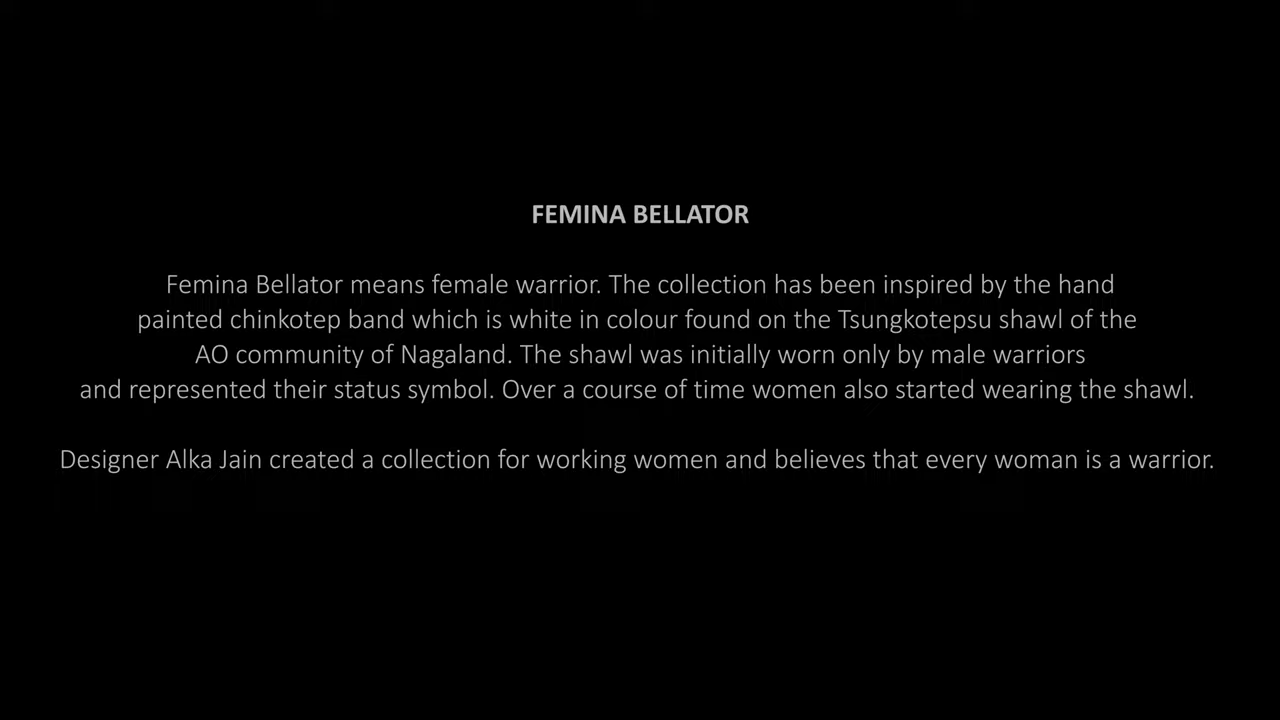 FEMINA BELLATOR
Femina Bellator means female warrior. The collection has been inspired by the hand
painted chinkotep band which is white in colour found on the Tsungkotepsu shawl of the
AO community of Nagaland. The shawl was initially worn only by male warriors
and represented their status symbol. Over a course of time women also started wearing the shawl.
Designer Alka Jain created a collection for working women and believes that every woman is a warrior.